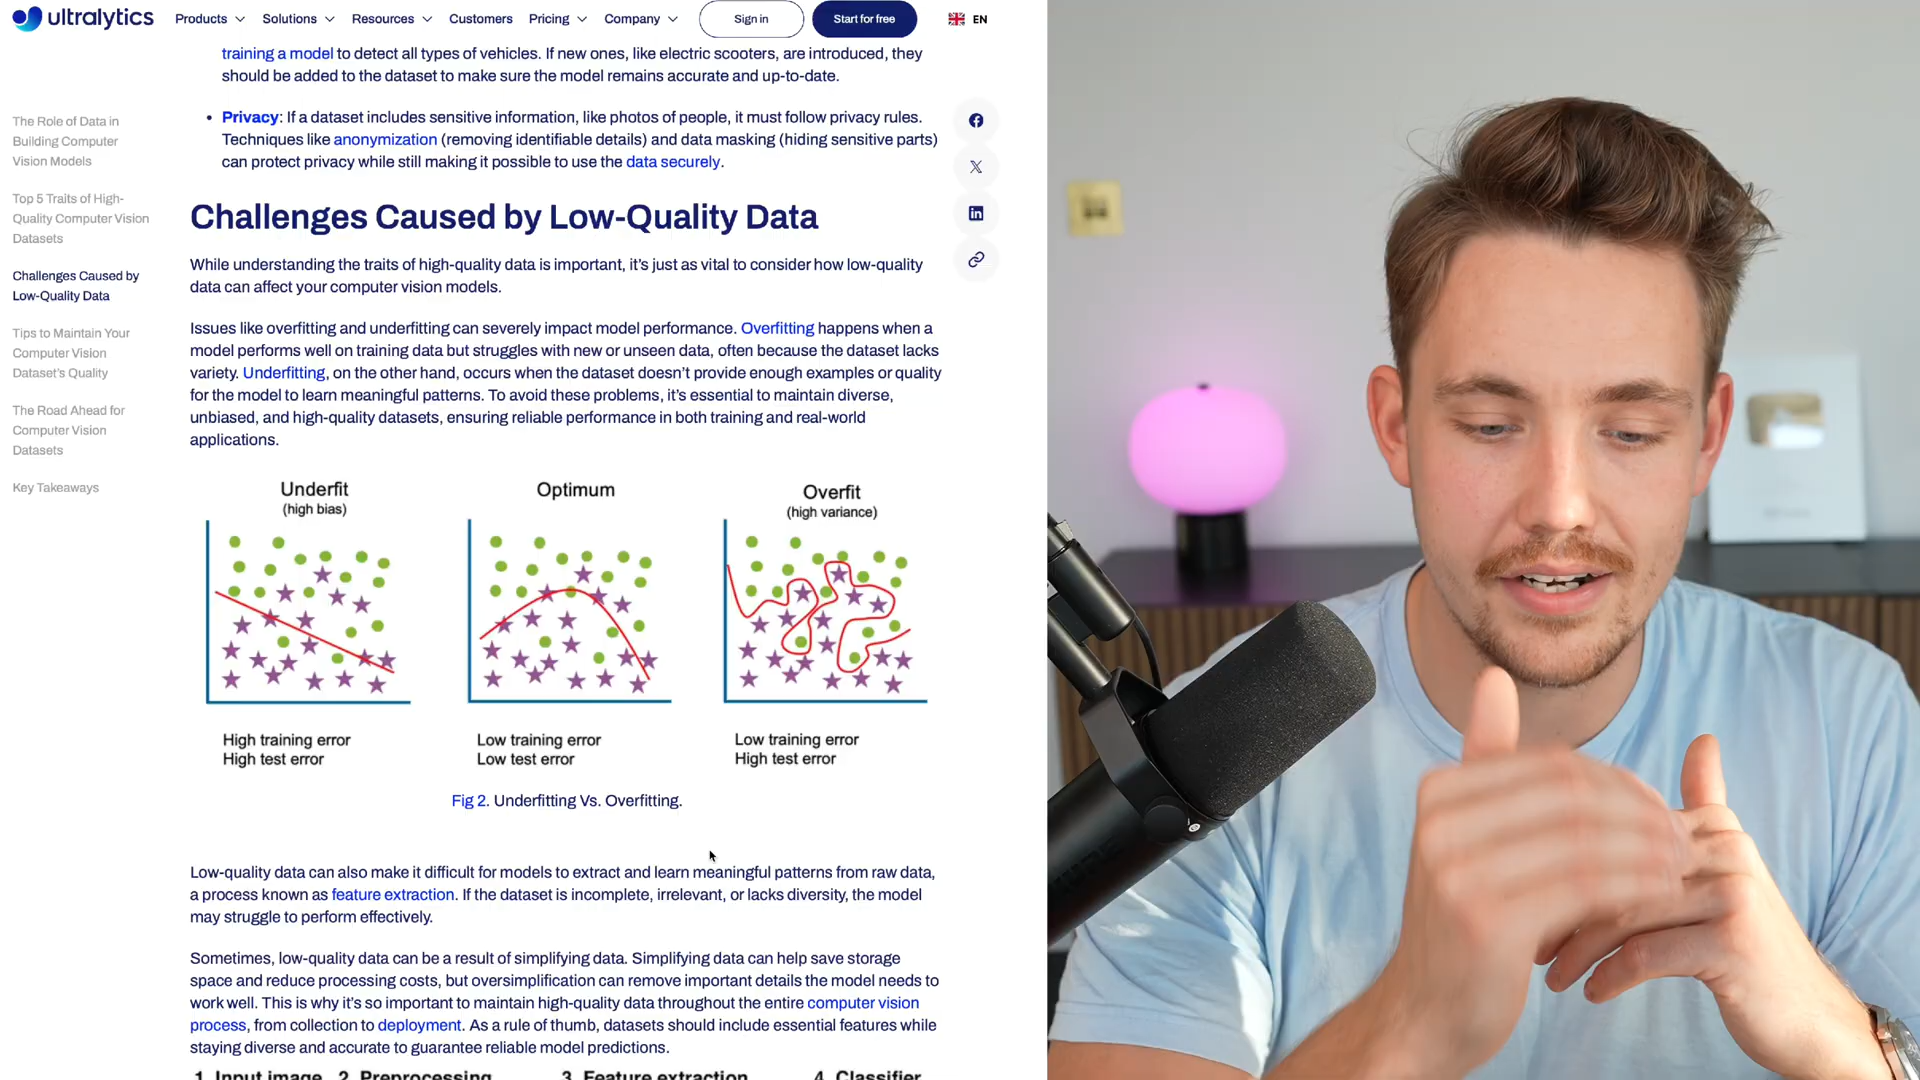 ultralytics
Products
Solutions
Resources
Customers
Pricing
Company
Sign in
Start for free
EN
training a model to detect all types of vehicles. If new ones, like electric scooters, are introduced, they
should be added to the dataset to make sure the model remains accurate and up-to-date.
• Privacy: If a dataset includes sensitive information, like photos of people, it must follow privacy rules.
Techniques like anonymization (removing identifiable details) and data masking (hiding sensitive parts)
can protect privacy while still making it possible to use the data securely.
The Role of Data in
Building Computer
Vision Models
Top 5 Traits of High-
Quality Computer Vision
Datasets
Challenges Caused by
Low-Quality Data
Tips to Maintain Your
Computer Vision
Dataset's Quality
The Road Ahead for
Computer Vision
Datasets
Key Takeaways
Challenges Caused by Low-Quality Data
While understanding the traits of high-quality data is important, it's just as vital to consider how low-quality
data can affect your computer vision models.
Issues like overfitting and underfitting can severely impact model performance. Overfitting happens when a
model performs well on training data but struggles with new or unseen data, often because the dataset lacks
variety. Underfitting, on the other hand, occurs when the dataset doesn't provide enough examples or quality
for the model to learn meaningful patterns. To avoid these problems, it's essential to maintain diverse,
unbiased, and high-quality datasets, ensuring reliable performance in both training and real-world
applications.
Underfit
(high bias)
Optimum
Overfit
(high variance)
High training error
High test error
Low training error
Low test error
Low training error
High test error
Fig 2. Underfitting Vs. Overfitting.
Low-quality data can also make it difficult for models to extract and learn meaningful patterns from raw data,
a process known as feature extraction. If the dataset is incomplete, irrelevant, or lacks diversity, the model
may struggle to perform effectively.
Sometimes, low-quality data can be a result of simplifying data. Simplifying data can help save storage
space and reduce processing costs, but oversimplification can remove important details the model needs to
work well. This is why it's so important to maintain high-quality data throughout the entire computer vision
process, from collection to deployment. As a rule of thumb, datasets should include essential features while
staying diverse and accurate to guarantee reliable model predictions.
1. Input image
2. Preprocessing
3. Feature extraction
4. Classifier